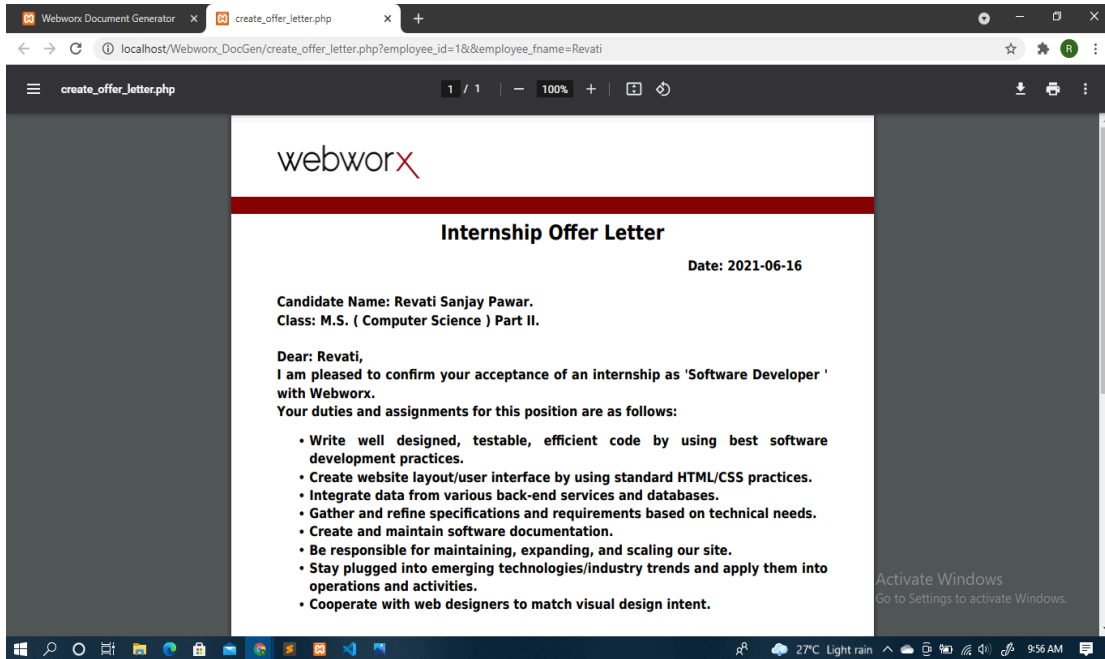 Webworx Document Generator
create_offer_letter.php
localhost/Webworx_DocGen/create_offer_letter.php?employee_id=1&&employee_fname=Revati
R
create_offer_letter.php
1 / 1
100%
webworx
Internship Offer Letter
Date: 2021-06-16
Candidate Name: Revati Sanjay Pawar.
Class: M.S. ( Computer Science ) Part II.
Dear: Revati,
I am pleased to confirm your acceptance of an internship as 'Software Developer '
with Webworx.
Your duties and assignments for this position are as follows:
• Write well designed, testable, efficient code by using best software
development practices.
• Create website layout/user interface by using standard HTML/CSS practices.
• Integrate data from various back-end services and databases.
• Gather and refine specifications and requirements based on technical needs.
• Create and maintain software documentation.
• Be responsible for maintaining, expanding, and scaling our site.
• Stay plugged into emerging technologies/industry trends and apply them into
operations and activities.
• Cooperate with web designers to match visual design intent.
Activate Windows
Go to Settings to activate Windows.
27°C Light rain
9:56 AM